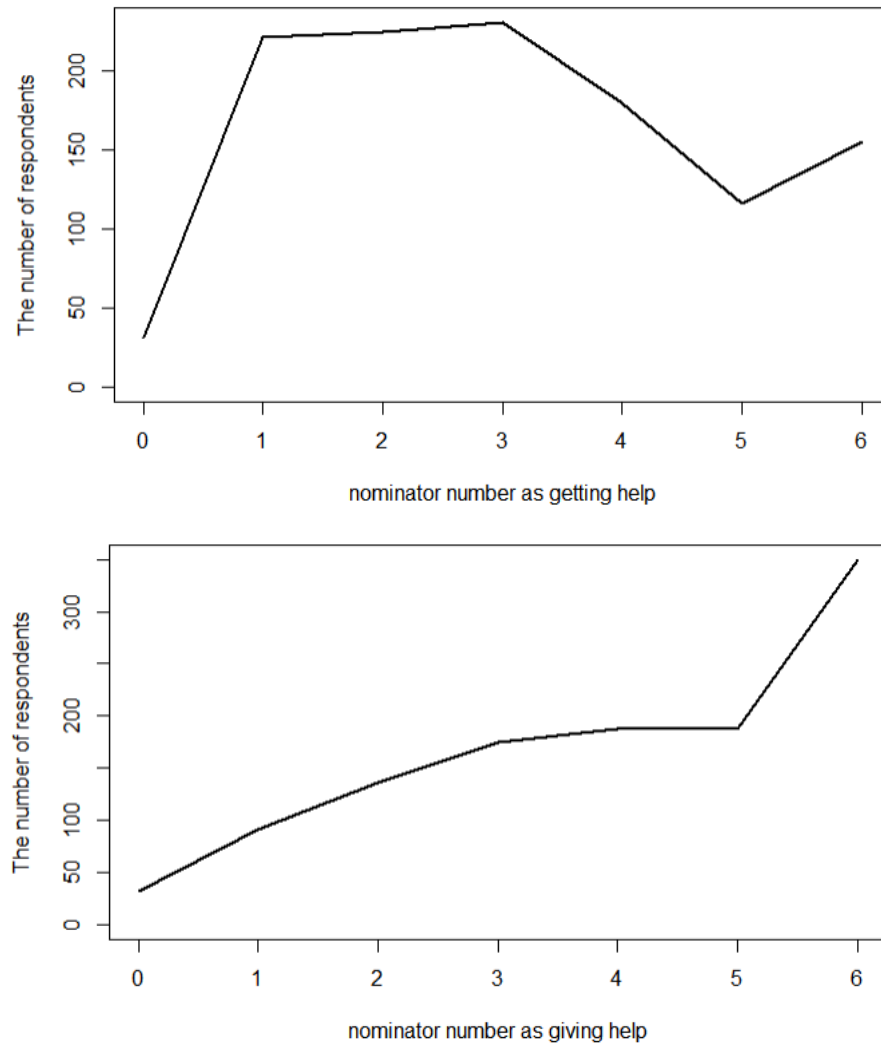 The number of respondents
200
150
100
50
0
0 1 2 3 4 5 6
nominator number as getting help
The number of respondents
300
200
100
50
0
0 1 2 3 4 5 6
nominator number as giving help